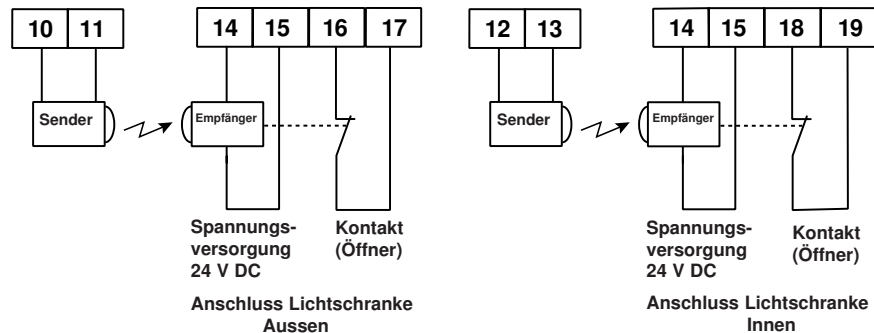 10 11 14 15 16 17
Sender
Empfänger
Spannungs-
versorgung
24 V DC
Kontakt
(Öffner)
Anschluss Lichtschranke
Aussen
12 13 14 15 18 19
Sender
Empfänger
Spannungs-
versorgung
24 V DC
Kontakt
(Öffner)
Anschluss Lichtschranke
Innen